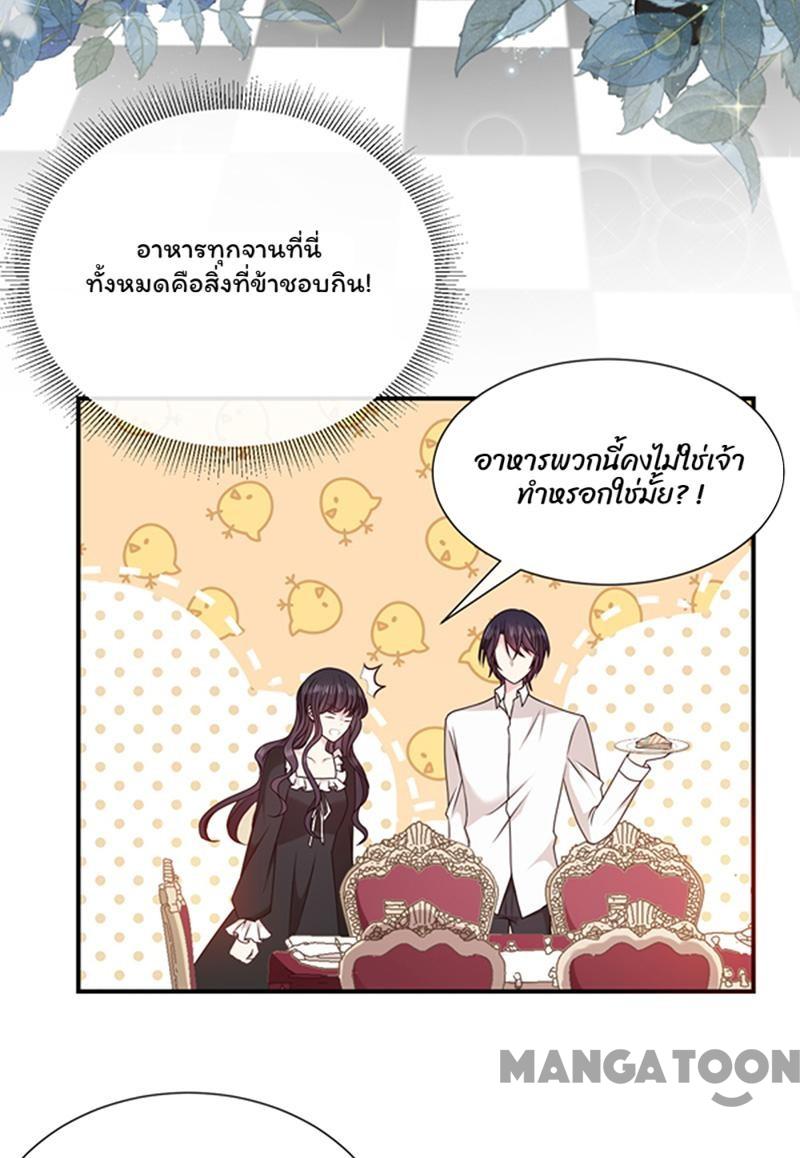 อาหารทุกจานที่นี่
ทั้งหมดคือสิ่งที่ข้าชอบกิน!
อาหารพวกนี้คงไม่ใช่เจ้า
ทำหรอกใช่มั้ย?!
MANGATOON